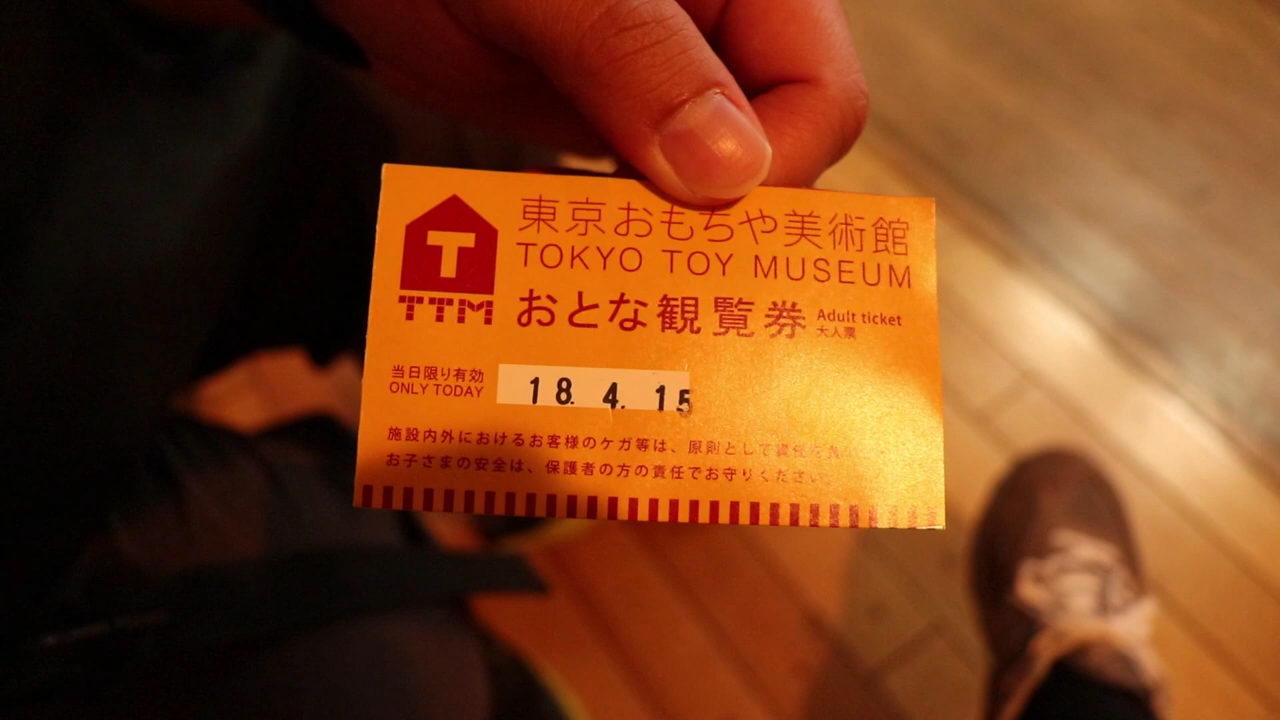 T
TTM
東京おもちゃ美術館
TOKYO TOY MUSEUM
おとな観覧券
Adult ticket
大人票
当日限り有効
ONLY TODAY
18. 4. 15
施設内外におけるお客様のケガ等は、原則として責任を負
お子さまの安全は、保護者の方の責任でお守りください。